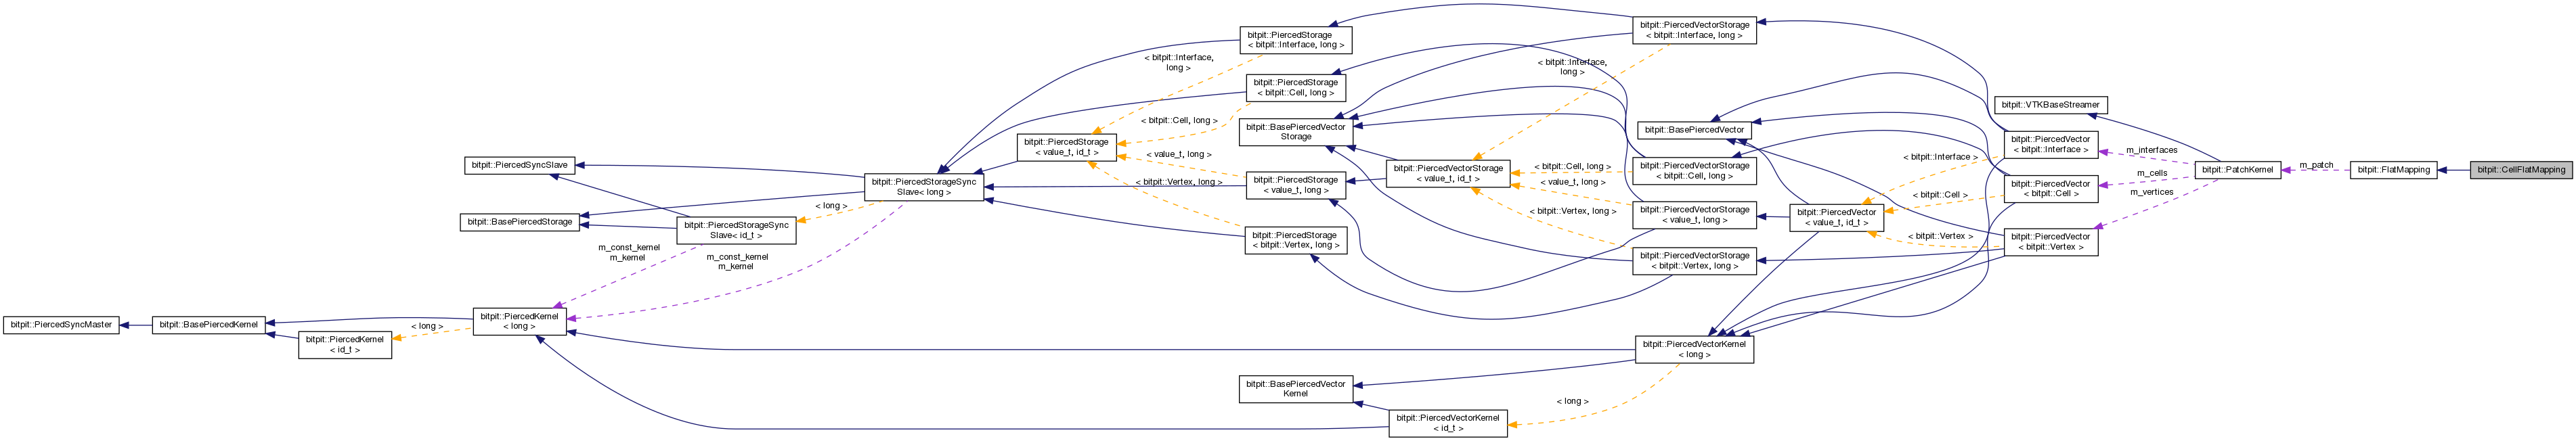 bitpit::PiercedSyncMaster
bitpit::BasePiercedKernel
bitpit::PiercedKernel
< id_t >
< long >
bitpit::PiercedSyncSlave
bitpit::BasePiercedStorage
bitpit::PiercedKernel
< long >
m_const_kernel
m_kernel
bitpit::PiercedStorageSync
Slave< id_t >
m_const_kernel
m_kernel
< long >
bitpit::PiercedStorageSync
Slave< long >
bitpit::PiercedStorage
< value_t, id_t >
< bitpit::Interface,
long >
< bitpit::Cell, long >
< value_t, long >
< bitpit::Vertex, long >
bitpit::PiercedStorage
< bitpit::Interface, long >
bitpit::PiercedStorage
< bitpit::Cell, long >
bitpit::BasePiercedVector
Storage
bitpit::PiercedStorage
< value_t, long >
bitpit::PiercedStorage
< bitpit::Vertex, long >
bitpit::BasePiercedVector
Kernel
bitpit::PiercedVectorStorage
< value_t, id_t >
bitpit::PiercedVectorKernel
< id_t >
< bitpit::Interface,
long >
< bitpit::Cell, long >
< value_t, long >
< bitpit::Vertex, long >
< long >
bitpit::PiercedVectorStorage
< bitpit::Interface, long >
bitpit::BasePiercedVector
bitpit::PiercedVectorStorage
< bitpit::Cell, long >
bitpit::PiercedVectorStorage
< value_t, long >
bitpit::PiercedVectorStorage
< bitpit::Vertex, long >
bitpit::PiercedVectorKernel
< long >
bitpit::PiercedVector
< value_t, id_t >
< bitpit::Interface >
< bitpit::Cell >
< bitpit::Vertex >
bitpit::VTKBaseStreamer
bitpit::PiercedVector
< bitpit::Interface >
bitpit::PiercedVector
< bitpit::Cell >
bitpit::PiercedVector
< bitpit::Vertex >
m_interfaces
m_cells
m_vertices
bitpit::PatchKernel
m_patch
bitpit::FlatMapping
bitpit::CellFlatMapping